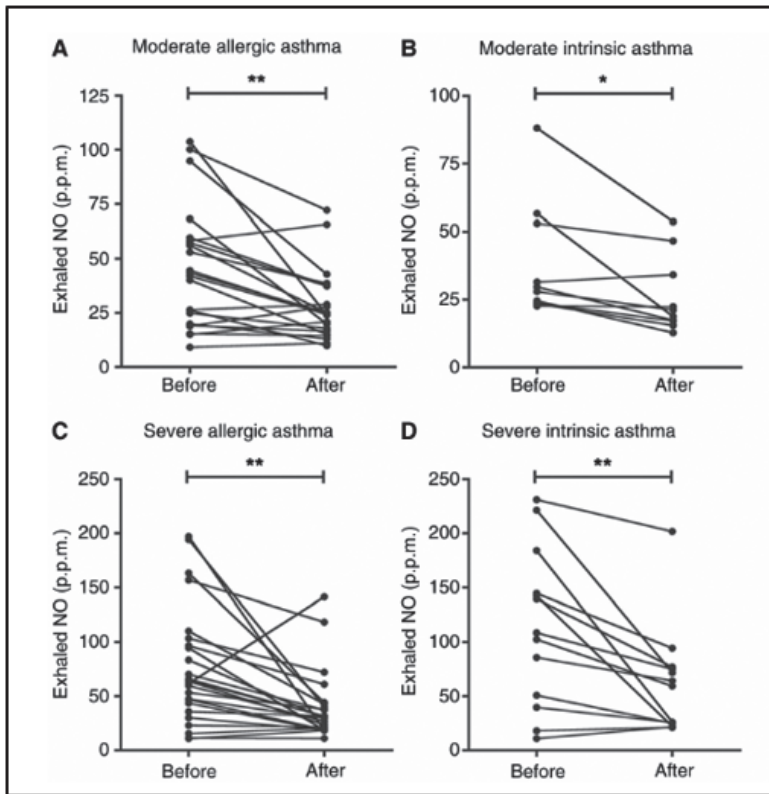 A Moderate allergic asthma
**
125
100
75
50
25
0
Exhaled NO (p.p.m.)
Before After
B Moderate intrinsic asthma
*
100
75
50
25
0
Exhaled NO (p.p.m.)
Before After
C Severe allergic asthma
**
250
200
150
100
50
0
Exhaled NO (p.p.m.)
Before After
D Severe intrinsic asthma
**
250
200
150
100
50
0
Exhaled NO (p.p.m.)
Before After